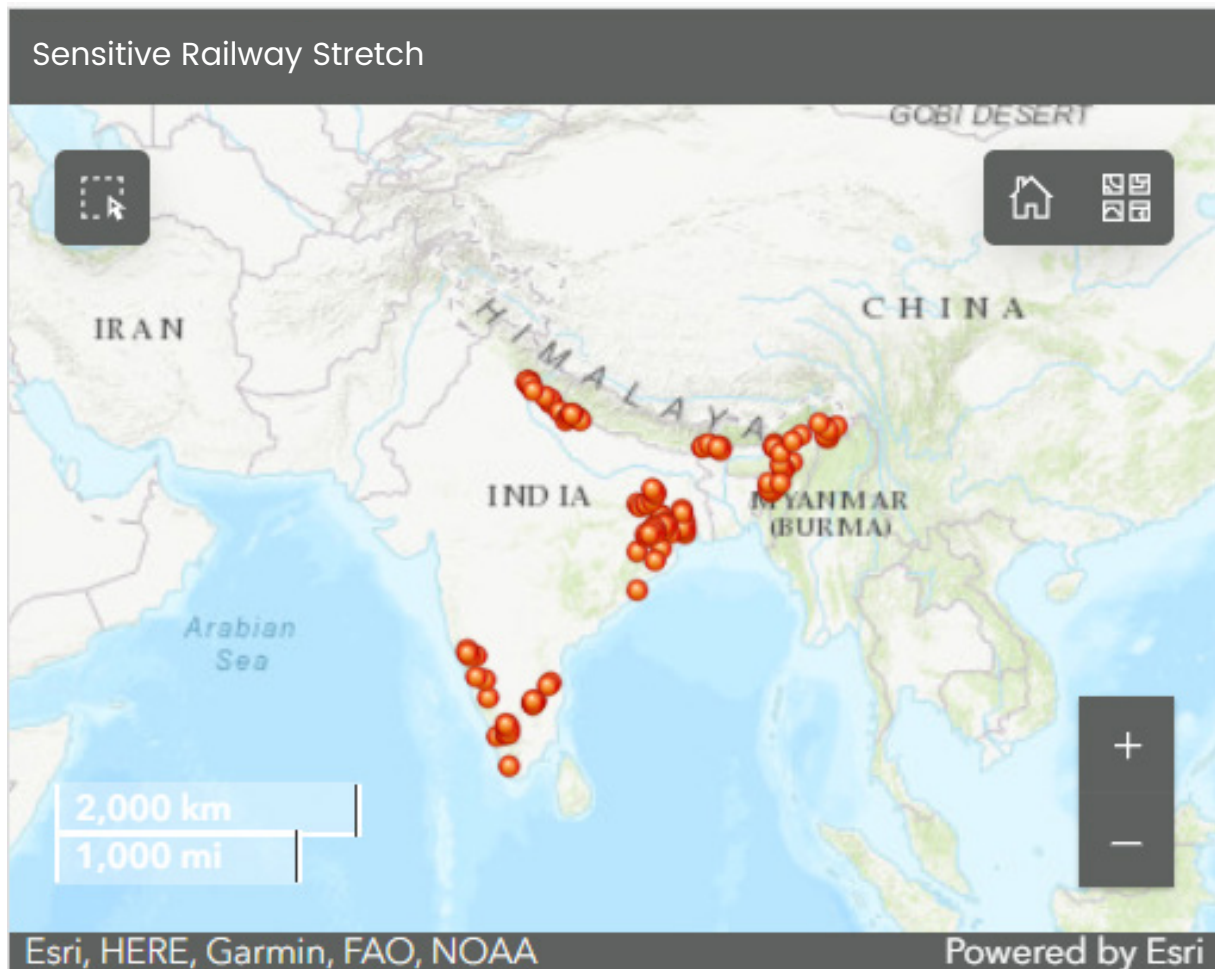 Sensitive Railway Stretch
GOBI DESERT
CHINA
IRAN
HIMALAYA
INDIA
MYANMAR
(BURMA)
Arabian
Sea
2,000 km
1,000 mi
+
−
Esri, HERE, Garmin, FAO, NOAA
Powered by Esri